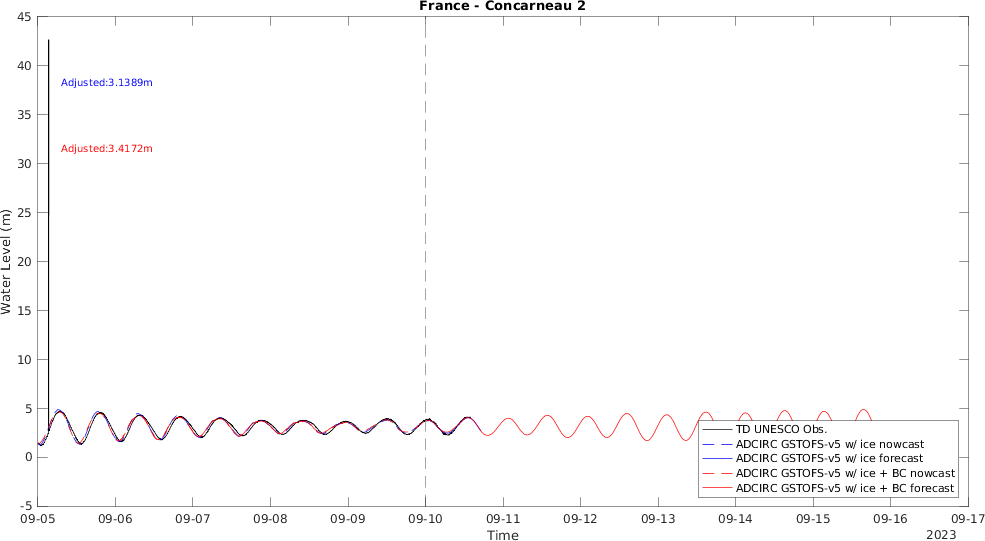 France - Concarneau 2
45
40
35
30
25
20
15
10
5
0
-5
Water Level (m)
Adjusted:3.1389m
Adjusted:3.4172m
TD UNESCO Obs.
ADCIRC GSTOFS-v5 w/ ice nowcast
ADCIRC GSTOFS-v5 w/ ice forecast
ADCIRC GSTOFS-v5 w/ ice + BC nowcast
ADCIRC GSTOFS-v5 w/ ice + BC forecast
09-05 09-06 09-07 09-08 09-09 09-10 09-11 09-12 09-13 09-14 09-15 09-16 09-17
Time
2023